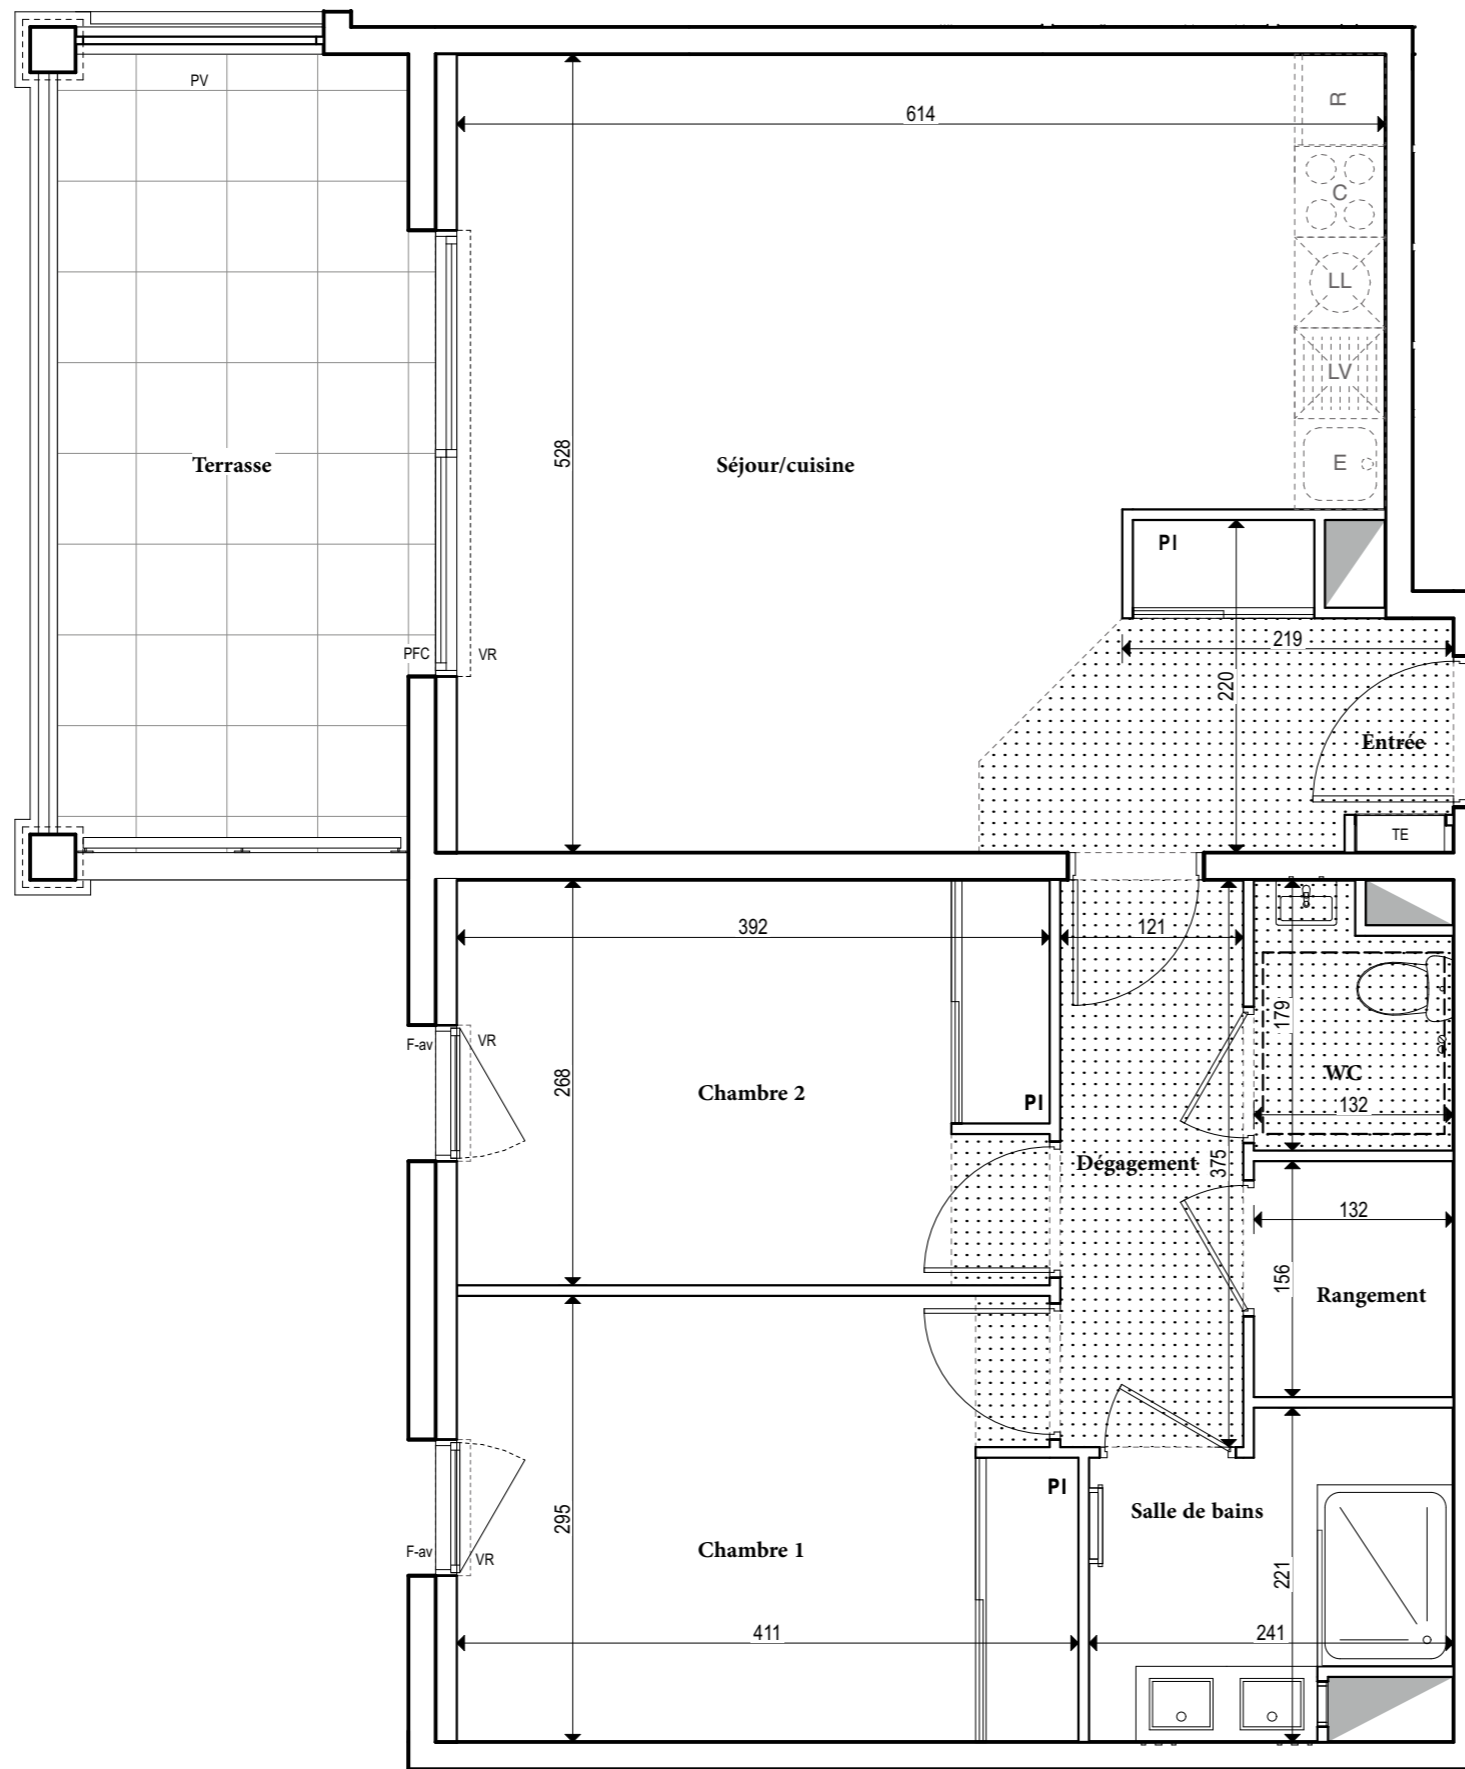 PV
614
R
C
LL
LV
E
528
Terrasse
Séjour/cuisine
PI
219
220
PFC
VR
Entrée
TE
392
121
179
F-av
VR
268
Chambre 2
PI
WC
132
Dégagement
375
132
156
Rangement
PI
Salle de bains
295
Chambre 1
F-av
VR
221
411
241